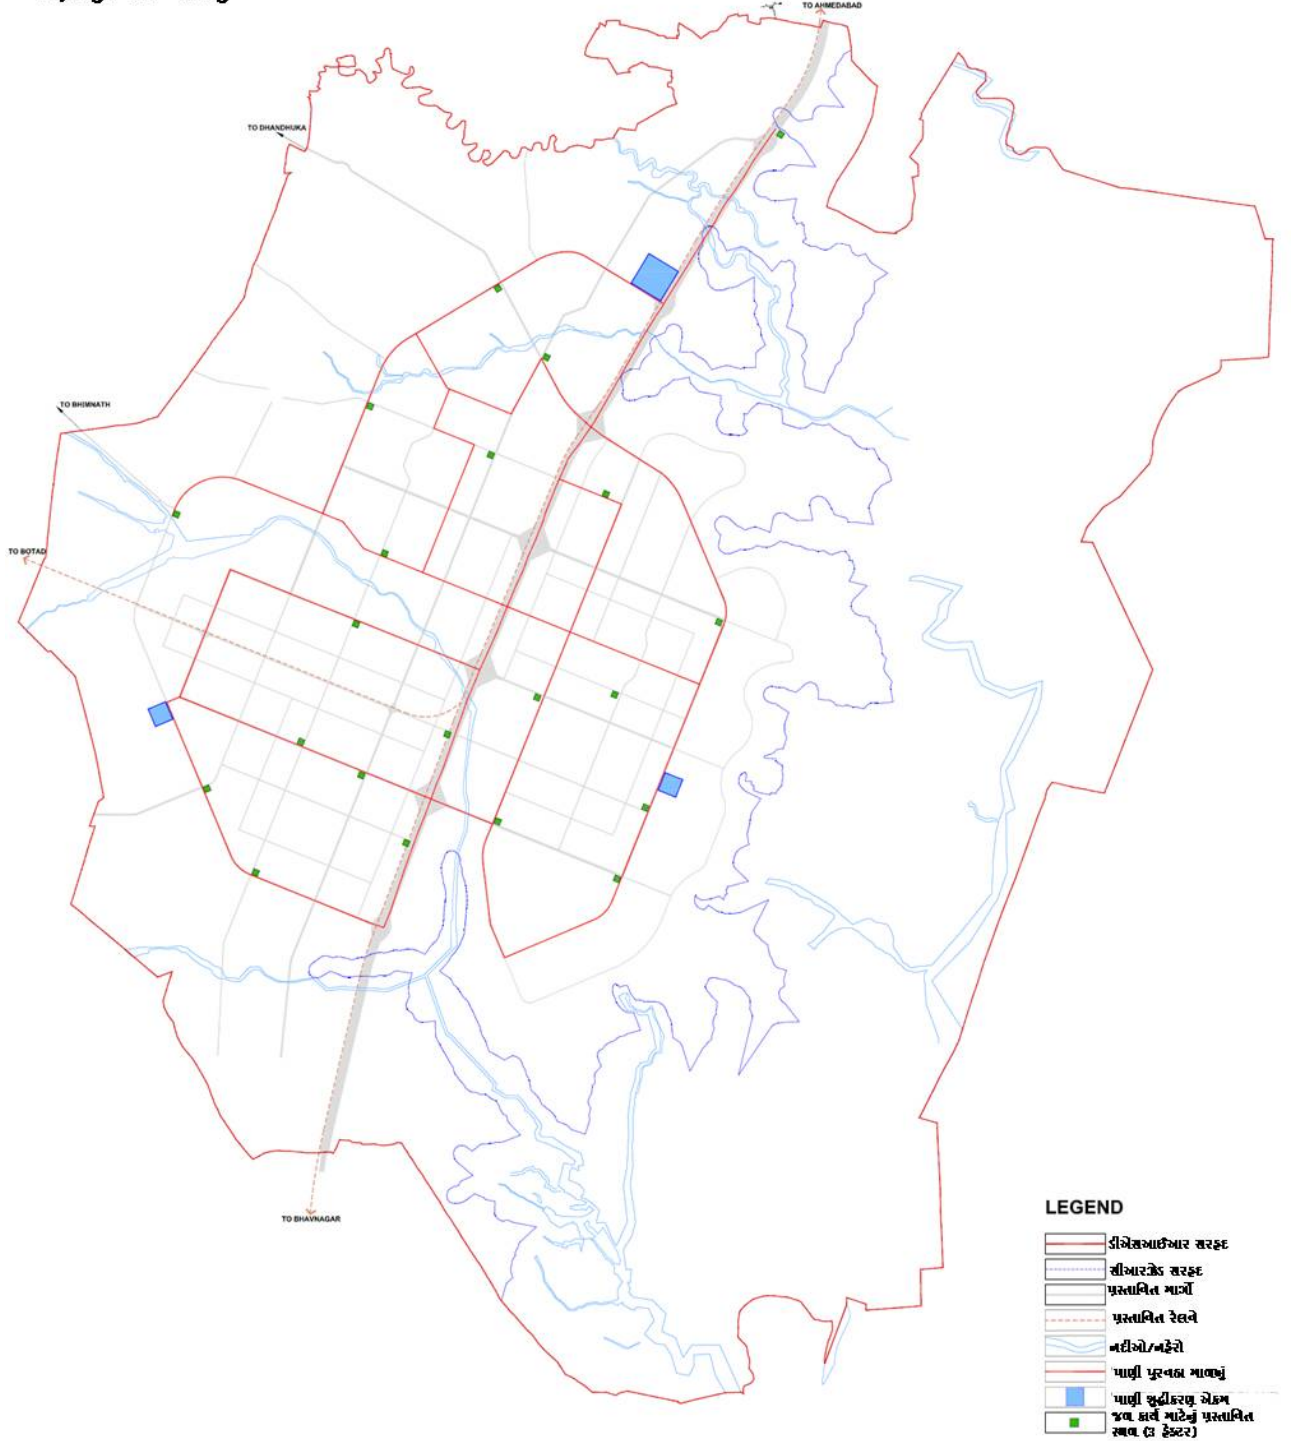 TO AHMEDABAD
TO DHANDHUKA
TO BHIMNATH
TO BOTAD
TO BHAVNAGAR
LEGEND
ડીએસઆઈઆર સરહદ
સીઆરઝેડ સરહદ
પ્રસ્તાવિત માર્ગો
પ્રસ્તાવિત રેલવે
નદીઓ/નહેરો
પાણી પુરવઠા માળખું
પાણી શુદ્ધીકરણ એકમ
જળ કાર્ય માટેનું પ્રસ્તાવિત
સ્થળ (૩ હેક્ટર)